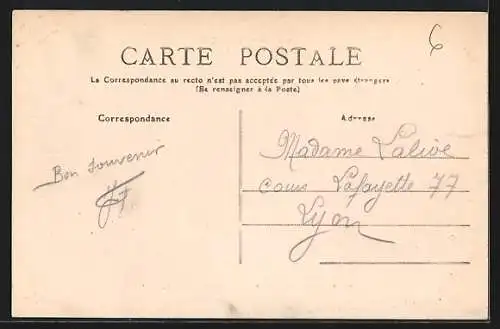 6
CARTE POSTALE
La Correspondance au recto n'est pas acceptée par tous les pays étrangers
(Se renseigner à la Poste)
Correspondance
Adresse
Bon souvenir
Madame Lalive
cours Lafayette 77
Lyon